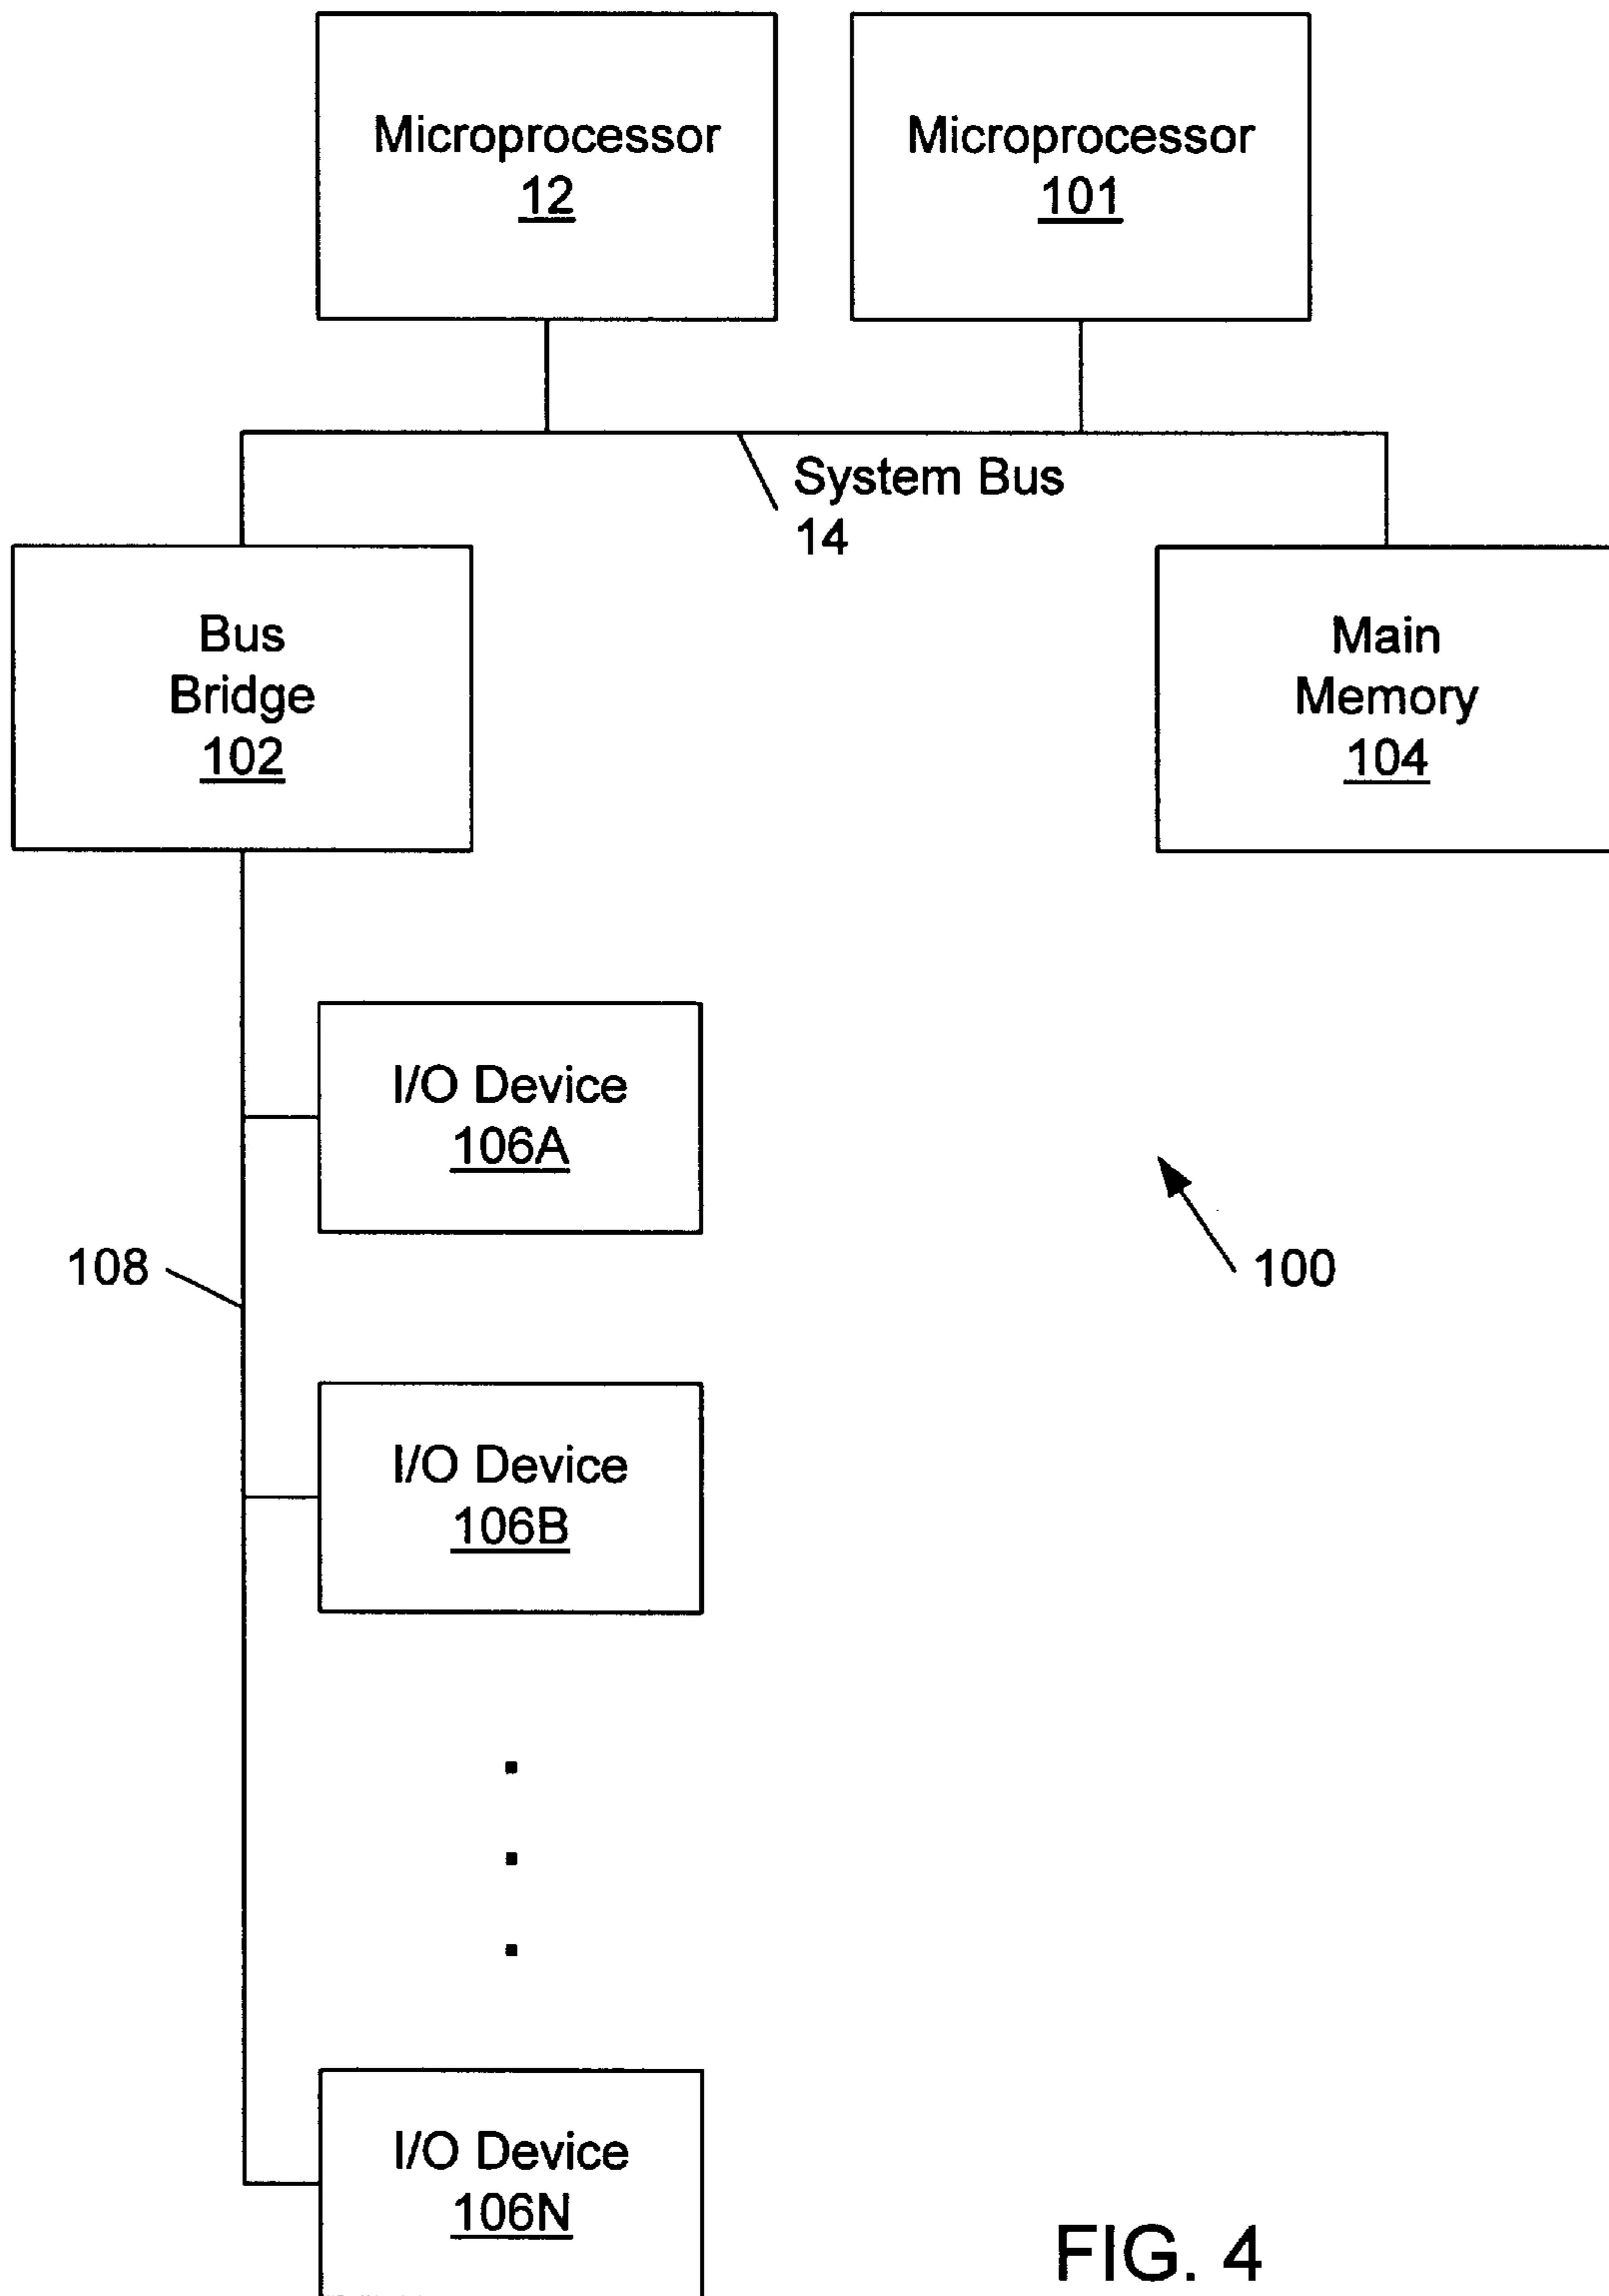 Microprocessor
12
Microprocessor
101
System Bus
14
Bus
Bridge
102
Main
Memory
104
I/O Device
106A
108
100
I/O Device
106B
I/O Device
106N
FIG. 4